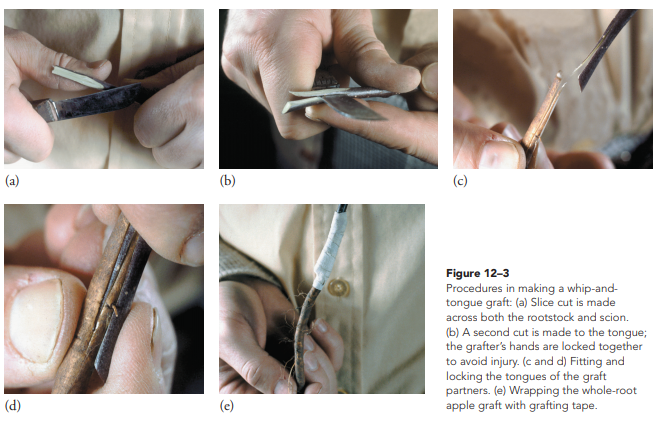 (a)
(b)
(c)
(d)
(e)
Figure 12–3
Procedures in making a whip-and-
tongue graft: (a) Slice cut is made
across both the rootstock and scion.
(b) A second cut is made to the tongue;
the grafter's hands are locked together
to avoid injury. (c and d) Fitting and
locking the tongues of the graft
partners. (e) Wrapping the whole-root
apple graft with grafting tape.